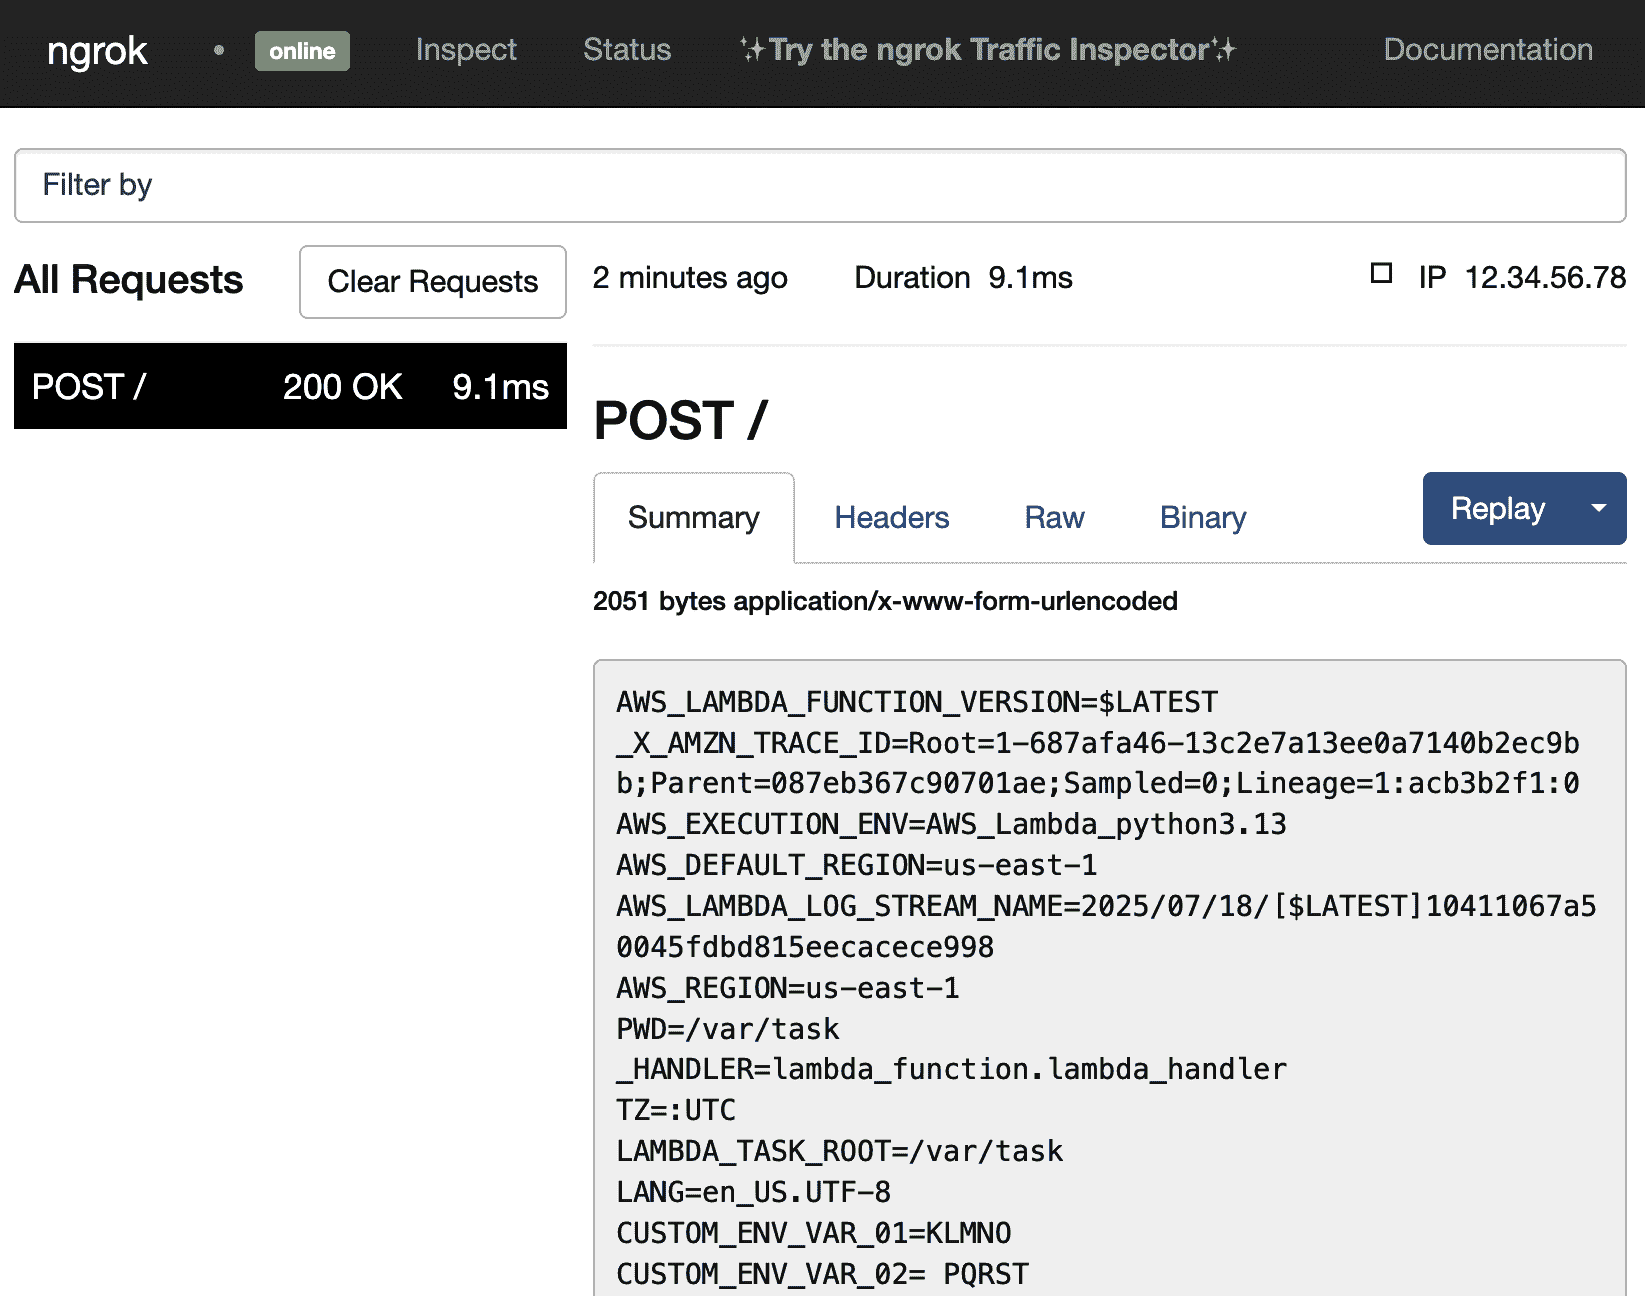 ngrok online Inspect Status ✨Try the ngrok Traffic Inspector✨ Documentation
Filter by
All Requests Clear Requests 2 minutes ago Duration 9.1ms IP 12.34.56.78
POST / 200 OK 9.1ms
POST /
Summary Headers Raw Binary Replay
2051 bytes application/x-www-form-urlencoded
AWS_LAMBDA_FUNCTION_VERSION=$LATEST
_X_AMZN_TRACE_ID=Root=1-687afa46-13c2e7a13ee0a7140b2ec9b
b;Parent=087eb367c90701ae;Sampled=0;Lineage=1:acb3b2f1:0
AWS_EXECUTION_ENV=AWS_Lambda_python3.13
AWS_DEFAULT_REGION=us-east-1
AWS_LAMBDA_LOG_STREAM_NAME=2025/07/18/[$LATEST]10411067a5
0045fdbd815eecacece998
AWS_REGION=us-east-1
PWD=/var/task
_HANDLER=lambda_function.lambda_handler
TZ=:UTC
LAMBDA_TASK_ROOT=/var/task
LANG=en_US.UTF-8
CUSTOM_ENV_VAR_01=KLMNO
CUSTOM_ENV_VAR_02= PQRST